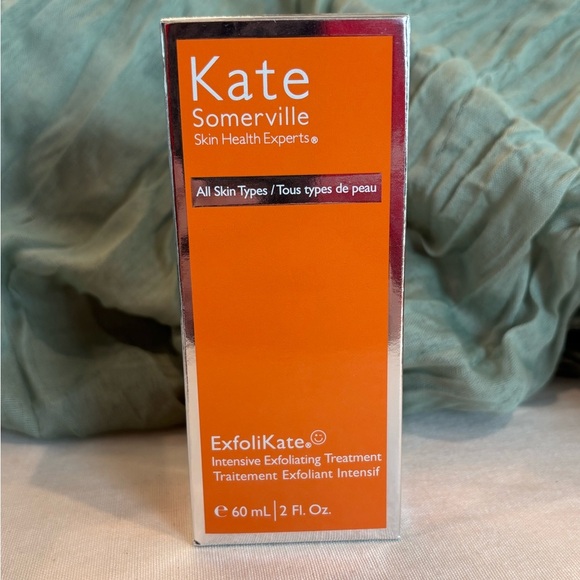 Kate
Somerville
Skin Health Experts®
All Skin Types / Tous types de peau
ExfoliKate®☺
Intensive Exfoliating Treatment
Traitement Exfoliant Intensif
℮ 60 mL | 2 Fl. Oz.